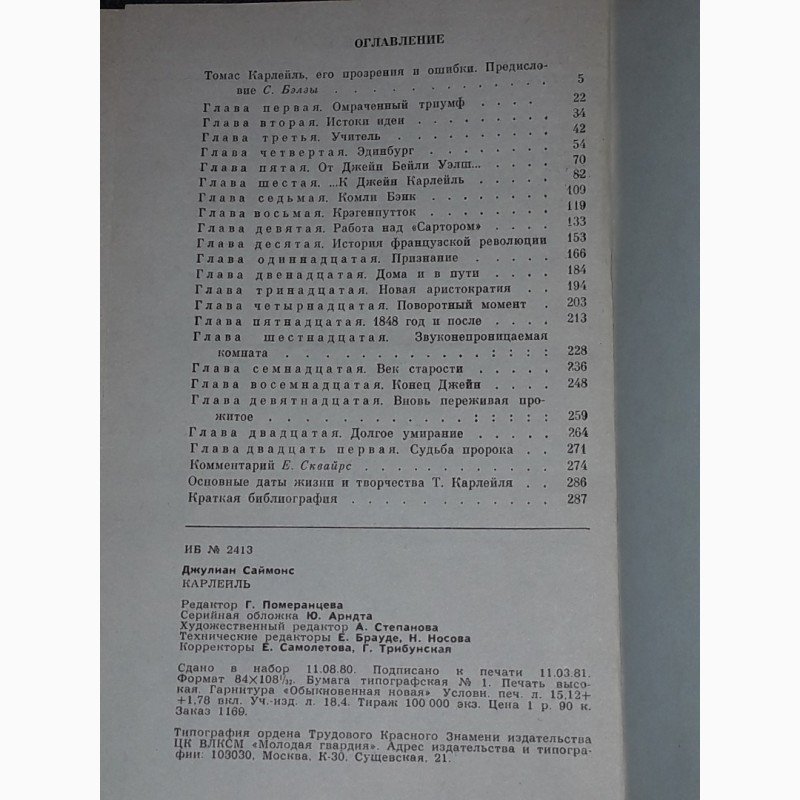 ОГЛАВЛЕНИЕ
Томас Карлейль, его прозрения и ошибки. Предисло-
вие С. Бэлзы . . . . . . . . . . . . . 5
Глава первая. Омраченный триумф . . . . 22
Глава вторая. Истоки идей . . . . . . . 34
Глава третья. Учитель . . . . . . . . 42
Глава четвертая. Эдинбург . . . . . . 54
Глава пятая. От Джейн Бейли Уэлш... . . . . 70
Глава шестая. ...К Джейн Карлейль . . . . . 82
Глава седьмая. Комли Бэнк . . . . . . 109
Глава восьмая. Крэгенпутток . . . . . . 119
Глава девятая. Работа над «Сартором» . . . . 133
Глава десятая. История французской революции 153
Глава одиннадцатая. Признание . . . . . 166
Глава двенадцатая. Дома и в пути . . . . 184
Глава тринадцатая. Новая аристократия . . 194
Глава четырнадцатая. Поворотный момент . 203
Глава пятнадцатая. 1848 год и после . . . . 213
Глава шестнадцатая. Звуконепроницаемая
комната . . . . . . . . . . . . : : : : 228
Глава семнадцатая. Век старости . . . . . 236
Глава восемнадцатая. Конец Джейн . . . . 248
Глава девятнадцатая. Вновь переживая про-
житое . . . . . . . . . . . . : : : : : 259
Глава двадцатая. Долгое умирание . . . . . 264
Глава двадцать первая. Судьба пророка . . 271
Комментарий Е. Сквайрс . . . . . . . . . . 274
Основные даты жизни и творчества Т. Карлейля . . 286
Краткая библиография . . . . . . . . . . . 287
ИБ № 2413
Джулиан Саймонс
КАРЛЕЙЛЬ
Редактор Г. Померанцева
Серийная обложка Ю. Арндта
Художественный редактор А. Степанова
Технические редакторы Е. Брауде, Н. Носова
Корректоры Е. Самолетова, Г. Трибунская
Сдано в набор 11.08.80. Подписано к печати 11.03.81.
Формат 84×108¹/₃₂. Бумага типографская № 1. Печать высо-
кая. Гарнитура «Обыкновенная новая». Условн. печ. л. 15,12+
+1,78 вкл. Уч.-изд. л. 18,4. Тираж 100 000 экз. Цена 1 р. 90 к.
Заказ 1169.
Типография ордена Трудового Красного Знамени издательства
ЦК ВЛКСМ «Молодая гвардия». Адрес издательства и типогра-
фии: 103030, Москва, К-30, Сущевская, 21.